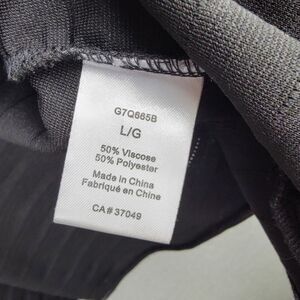 G7Q665B
L/G
50% Viscose
50% Polyester
Made in China
Fabriqué en Chine
CA# 37049